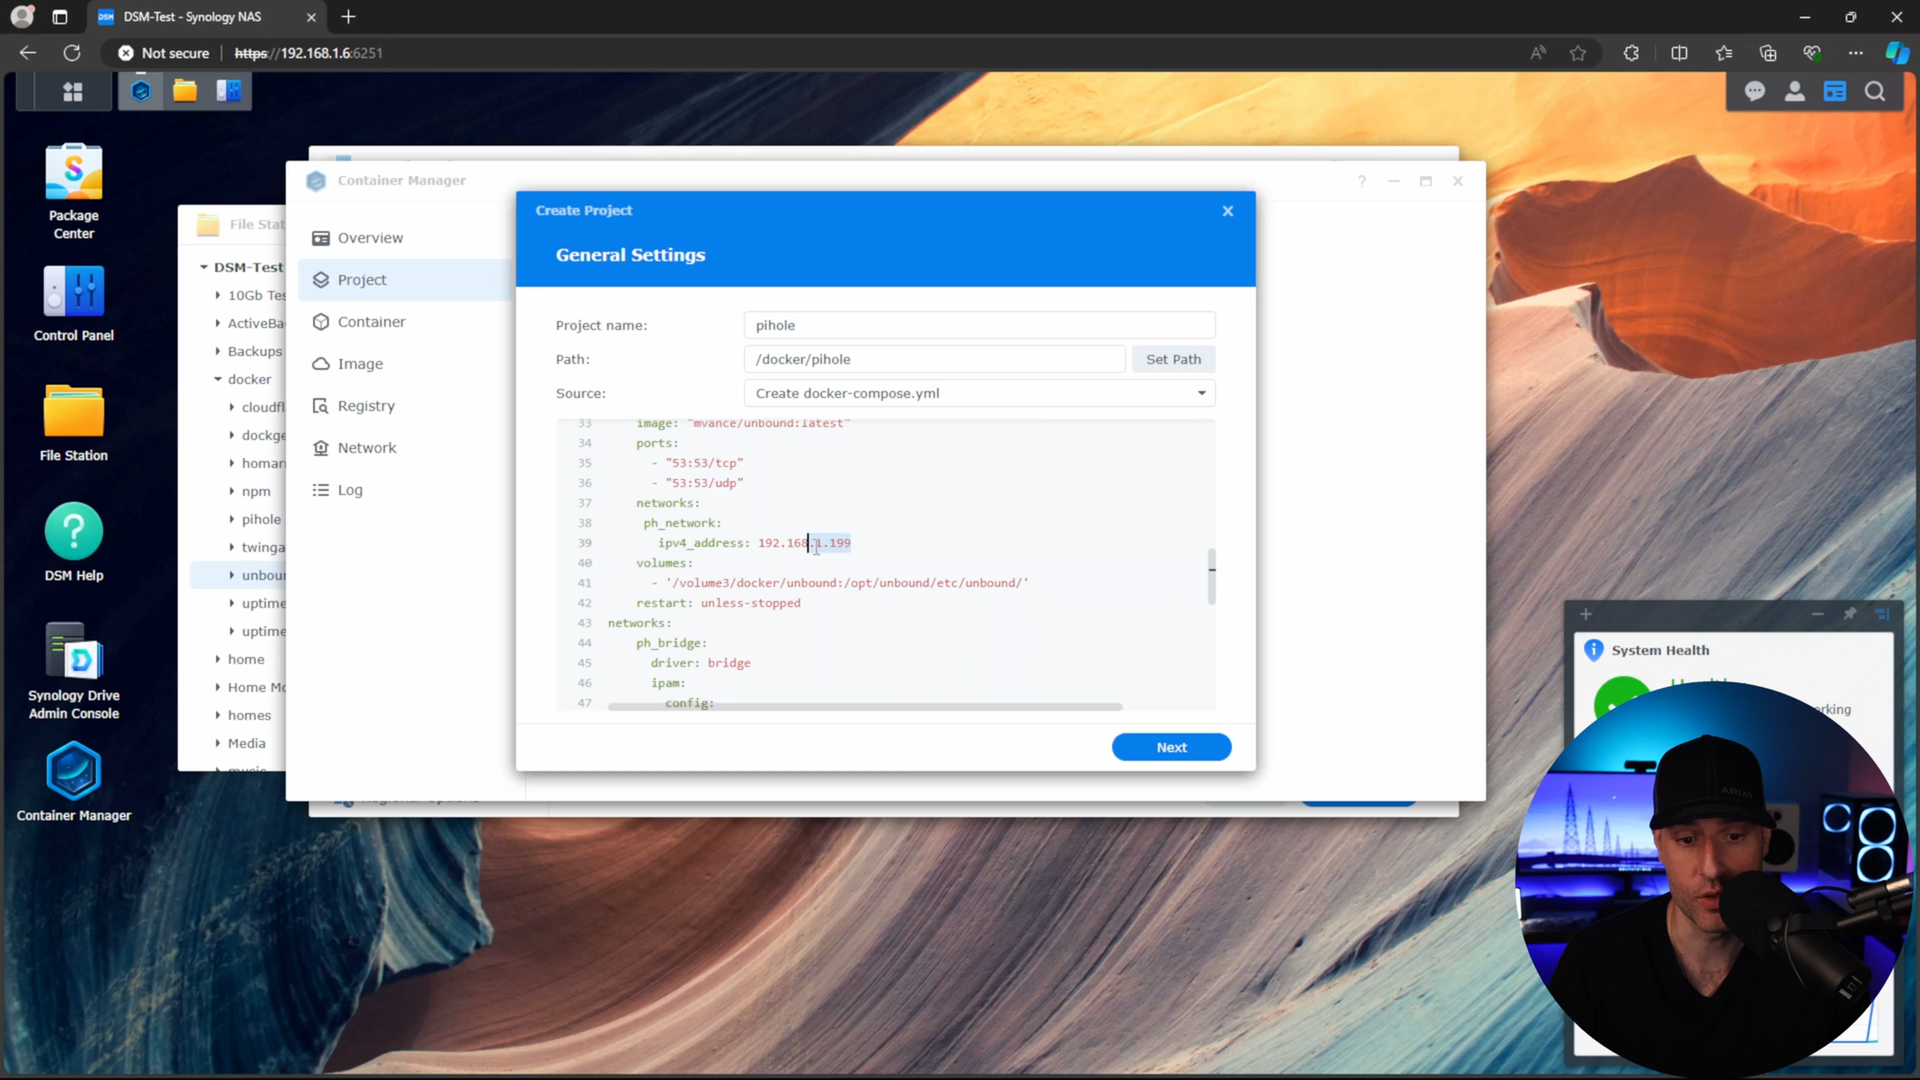 DSM-Test - Synology NAS
Not secure
https://192.168.1.6:6251
Package
Center
Control Panel
File Station
DSM Help
Synology Drive
Admin Console
Container Manager
File Stat
DSM-Test
10Gb Tes
ActiveBa
Backups
docker
cloudf
dockge
homar
npm
pihole
twinga
unbou
uptime
uptime
home
Home Mo
homes
Media
Container Manager
Overview
Project
Container
Image
Registry
Network
Log
Create Project
General Settings
Project name:
pihole
Path:
/docker/pihole
Set Path
Source:
Create docker-compose.yml
33 image: "mvance/unbound:latest"
34 ports:
35 - "53:53/tcp"
36 - "53:53/udp"
37 networks:
38 ph_network:
39 ipv4_address: 192.168.1.199
40 volumes:
41 - '/volume3/docker/unbound:/opt/unbound/etc/unbound/'
42 restart: unless-stopped
43 networks:
44 ph_bridge:
45 driver: bridge
46 ipam:
47 config:
Next
System Health
rking